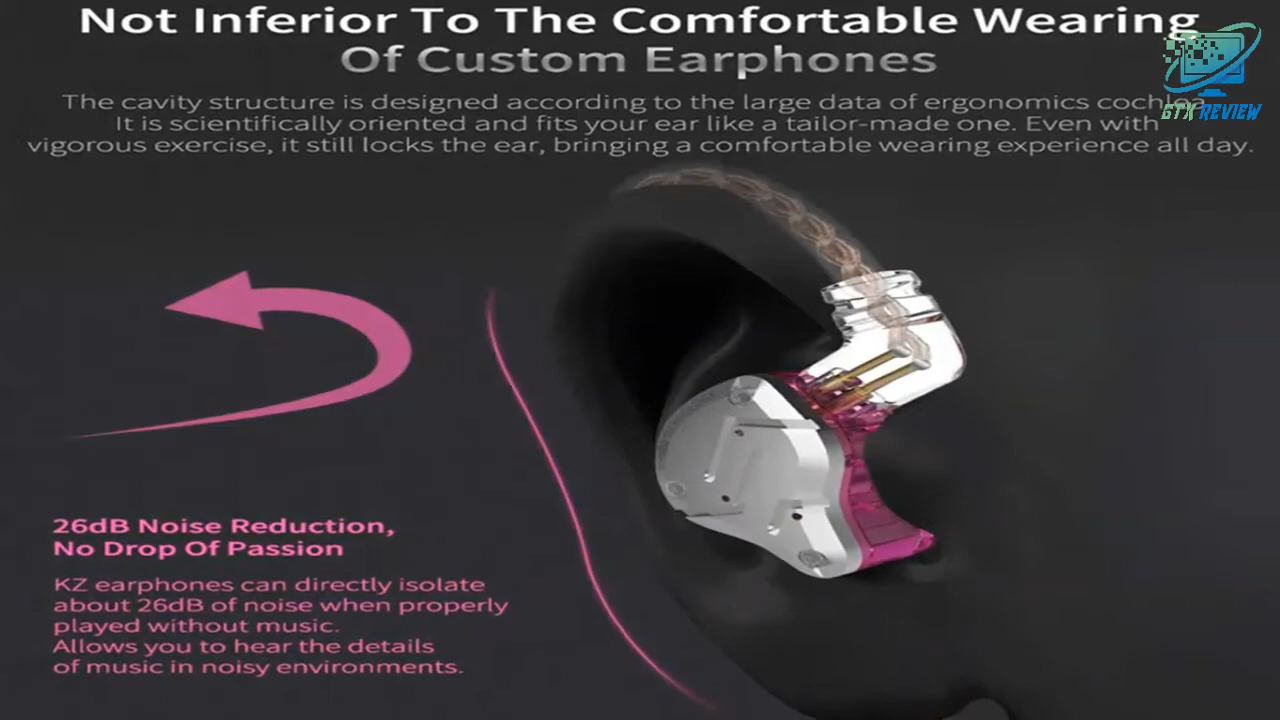 Not Inferior To The Comfortable Wearing
Of Custom Earphones
The cavity structure is designed according to the large data of ergonomics cochlea
It is scientifically oriented and fits your ear like a tailor-made one. Even with
vigorous exercise, it still locks the ear, bringing a comfortable wearing experience all day.
GTX REVIEW
26dB Noise Reduction,
No Drop Of Passion
KZ earphones can directly isolate
about 26dB of noise when properly
played without music.
Allows you to hear the details
of music in noisy environments.